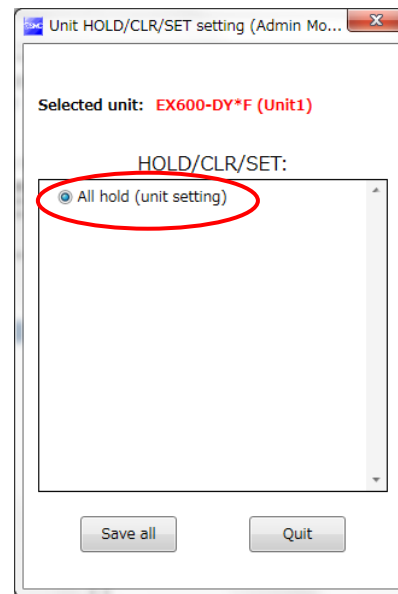 SMC Unit HOLD/CLR/SET setting (Admin Mo...
Selected unit: EX600-DY*F (Unit1)
HOLD/CLR/SET:
All hold (unit setting)
Save all Quit